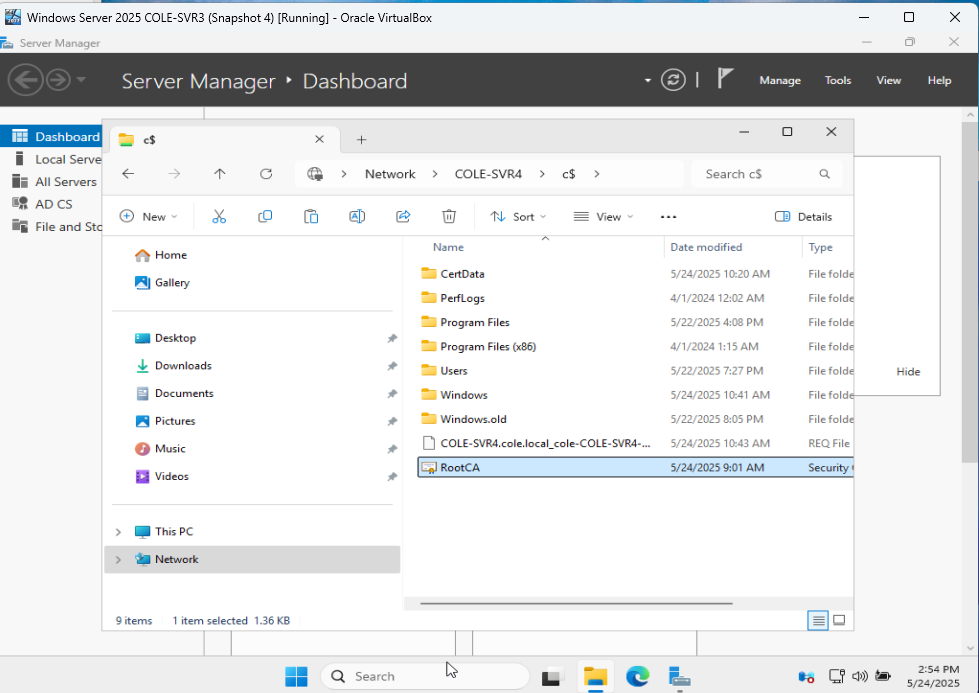 Windows Server 2025 COLE-SVR3 (Snapshot 4) [Running] - Oracle VirtualBox
Server Manager
Server Manager ‣ Dashboard
Manage Tools View Help
Dashboard
Local Serve
All Servers
AD CS
File and Sto
c$
Network > COLE-SVR4 > c$ >
Search c$
New Sort View ••• Details
Home
Gallery
Desktop
Downloads
Documents
Pictures
Music
Videos
This PC
Network
Name Date modified Type
CertData 5/24/2025 10:20 AM File folde
PerfLogs 4/1/2024 12:02 AM File folde
Program Files 5/22/2025 4:08 PM File folde
Program Files (x86) 4/1/2024 1:15 AM File folde
Users 5/22/2025 7:27 PM File folde
Windows 5/24/2025 10:41 AM File folde
Windows.old 5/22/2025 8:05 PM File folde
COLE-SVR4.cole.local_cole-COLE-SVR4-... 5/24/2025 10:43 AM REQ File
RootCA 5/24/2025 9:01 AM Security
Hide
9 items 1 item selected 1.36 KB
Search
2:54 PM
5/24/2025